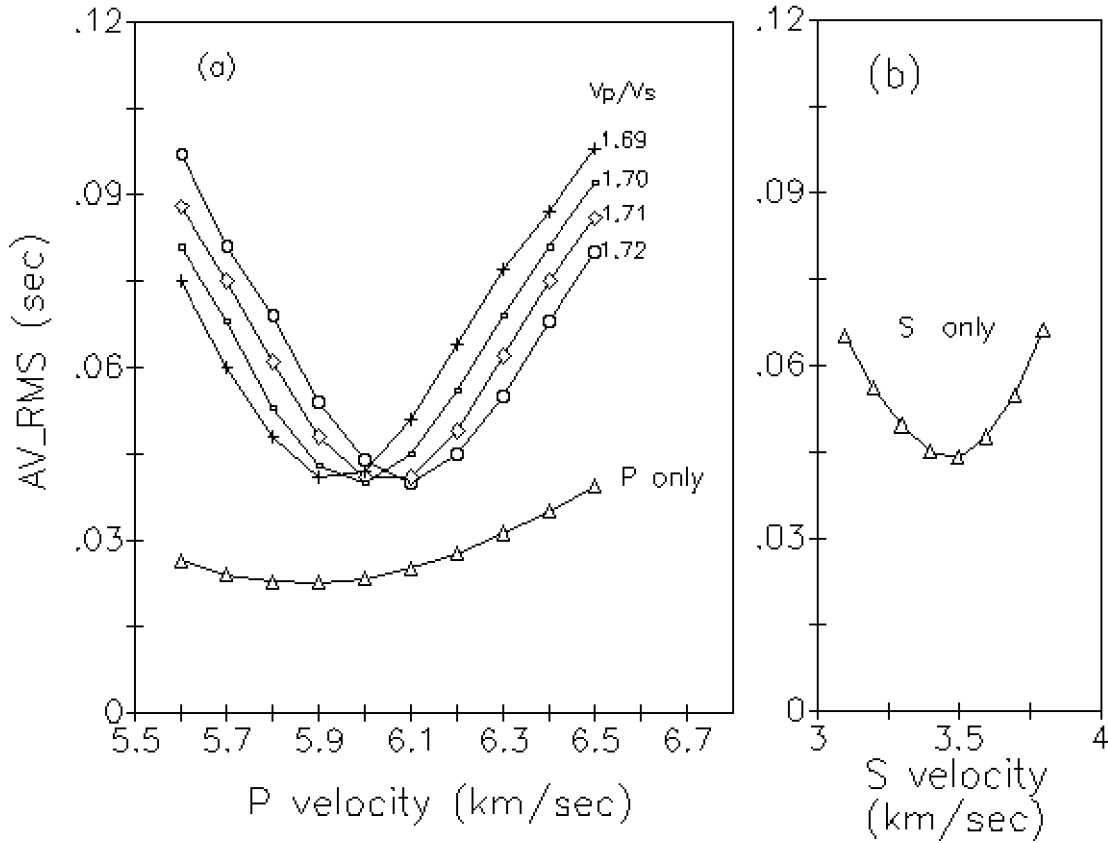 .12
.09
.06
.03
0
AV_RMS (sec)
(a)
Vp/Vs
1.69
1.70
1.71
1.72
P only
5.5
5.7
5.9
6.1
6.3
6.5
6.7
P velocity (km/sec)
.12
.09
.06
.03
0
(b)
S only
3
3.5
4
S velocity
(km/sec)